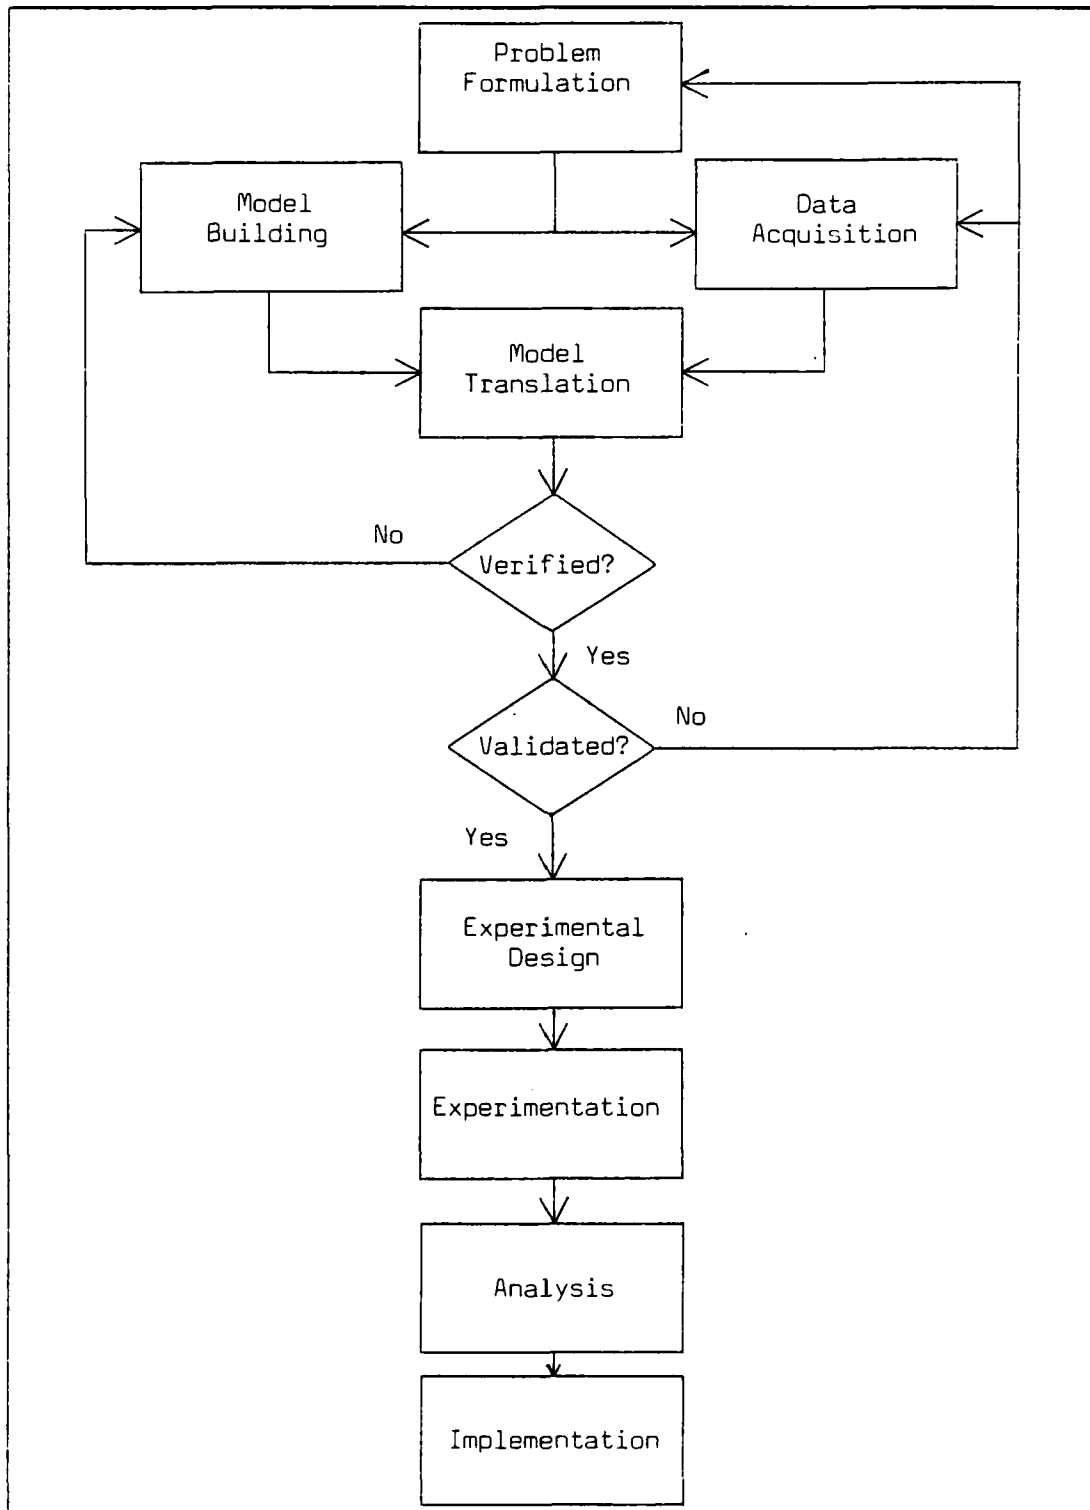 Problem
Formulation
Model
Building
Data
Acquisition
Model
Translation
No
Verified?
Yes
No
Validated?
Yes
Experimental
Design
Experimentation
Analysis
Implementation